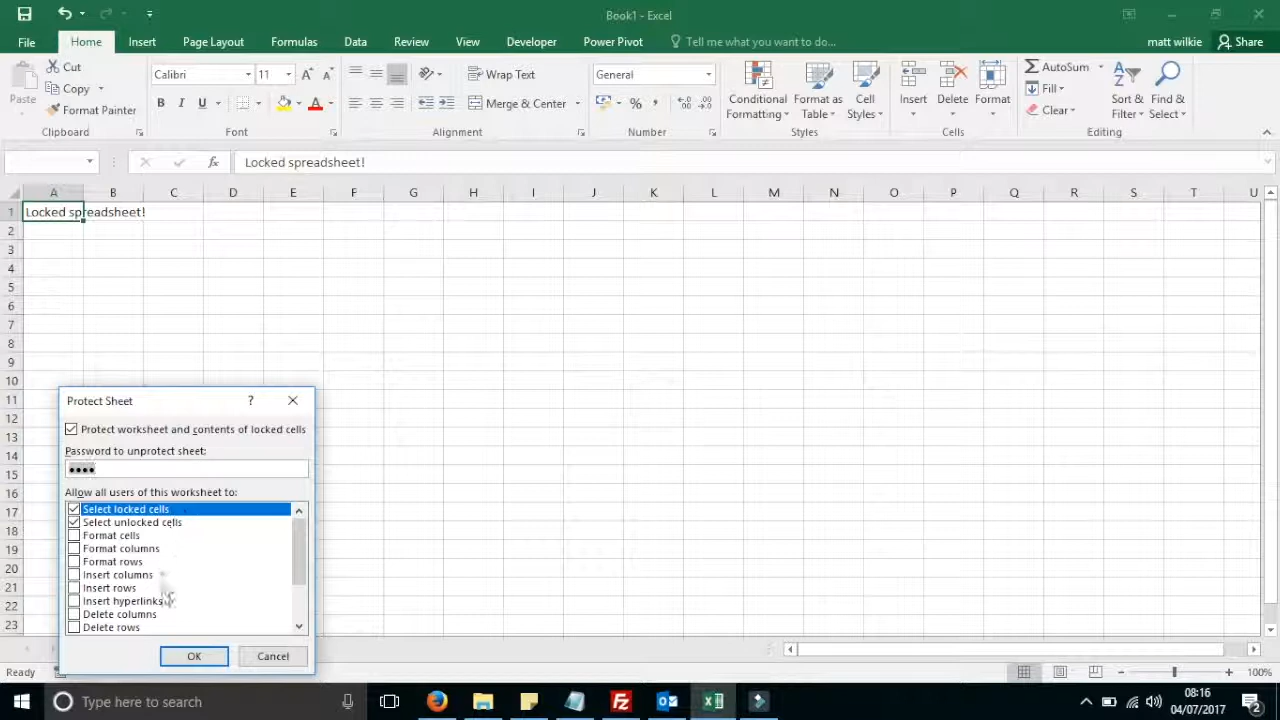 Book1 - Excel
File Home Insert Page Layout Formulas Data Review View Developer Power Pivot Tell me what you want to do... matt wilkie Share
Paste
Cut
Copy
Format Painter
Clipboard
Calibri 11
B I U
Font
Wrap Text
Merge & Center
Alignment
General
%
Number
Conditional Formatting
Format as Table
Cell Styles
Styles
Insert
Delete
Format
Cells
AutoSum
Fill
Clear
Sort & Filter
Find & Select
Editing
fx Locked spreadsheet!
A B C D E F G H I J K L M N O P Q R S T U
1 Locked spreadsheet!
2
3
4
5
6
7
8
9
10
11
12
13
14
15
16
17
18
19
20
21
22
23
Protect Sheet ?
Protect worksheet and contents of locked cells
Password to unprotect sheet:
●●●●
Allow all users of this worksheet to:
Select locked cells
Select unlocked cells
Format cells
Format columns
Format rows
Insert columns
Insert rows
Insert hyperlinks
Delete columns
Delete rows
OK Cancel
Ready
100%
Type here to search
08:16
04/07/2017
2